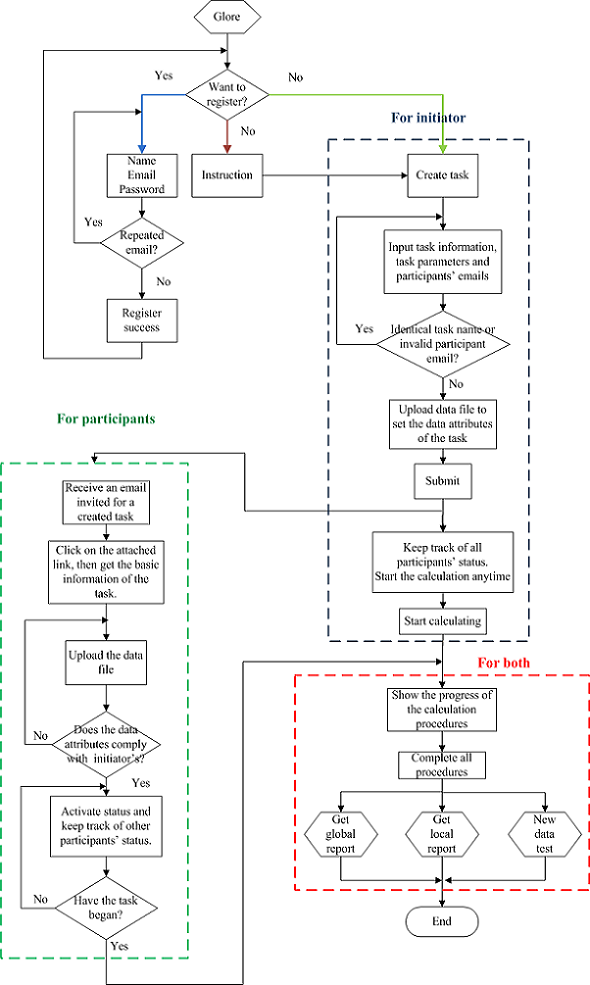 Glore
Yes
No
Want to
register?
No
For initiator
Name
Email
Password
Instruction
Create task
Yes
Repeated
email?
No
Input task information,
task parameters and
participants' emails
Register
success
Yes
Identical task name or
invalid participant
email?
No
For participants
Upload data file to
set the data attributes
of the task
Submit
Receive an email
invited for a
created task
Click on the attached
link, then get the basic
information of the
task.
Keep track of all
participants' status.
Start the calculation anytime
Start calculating
Upload the data
file
For both
Show the progress of
the calculation
procedures
No
Does the data
attributes comply
with initiator's?
Yes
Complete all
procedures
Activate status and
keep track of other
participants' status.
Get
global
report
Get
local
report
New
data
test
No
Have the task
began?
Yes
End